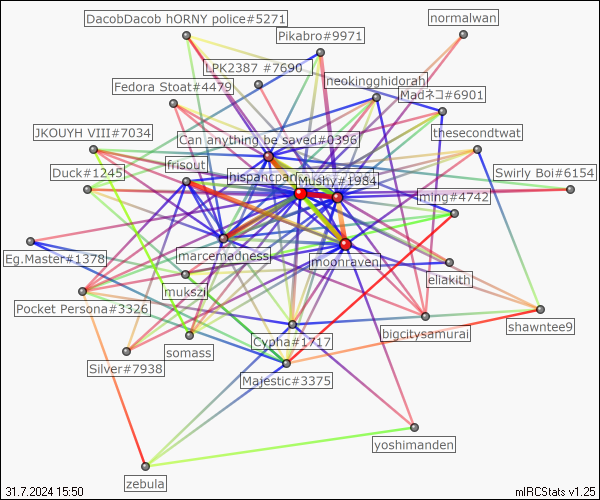 DacobDacob hORNY police#5271
normalwan
Pikabro#9971
LPK2387 #7690
neokingghidorah
Fedora Stoat#4479
Madネコ#6901
JKOUYH VIII#7034
Can anything be saved#0396
thesecondtwat
frisout
Duck#1245
hispancpar
Mushy#1984
Swirly Boi#6154
ming#4742
Eg.Master#1378
marcemadness
moonraven
mukszi
eliakith
Pocket Persona#3326
Cypha#1717
bigcitysamurai
shawntee9
Silver#7938
somass
Majestic#3375
yoshimanden
zebula
31.7.2024 15:50
mIRCStats v1.25